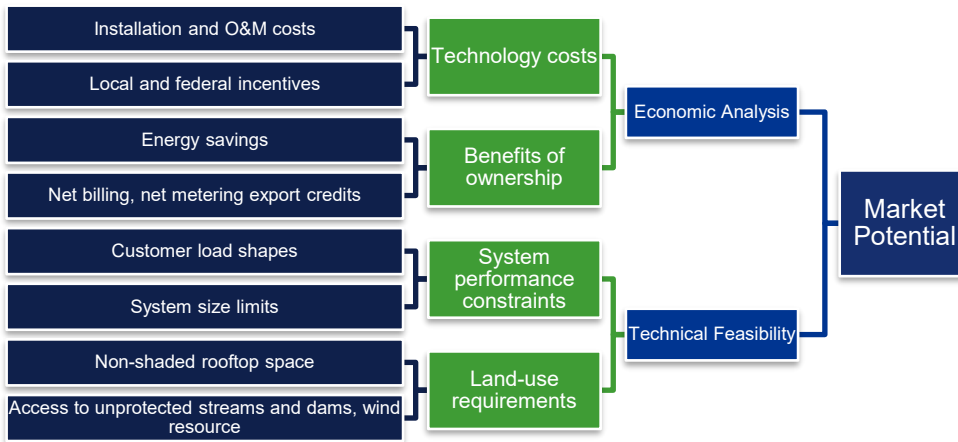 Installation and O&M costs
Local and federal incentives
Technology costs
Energy savings
Net billing, net metering export credits
Benefits of
ownership
Economic Analysis
Customer load shapes
System size limits
System
performance
constraints
Non-shaded rooftop space
Access to unprotected streams and dams, wind
resource
Land-use
requirements
Technical Feasibility
Market
Potential